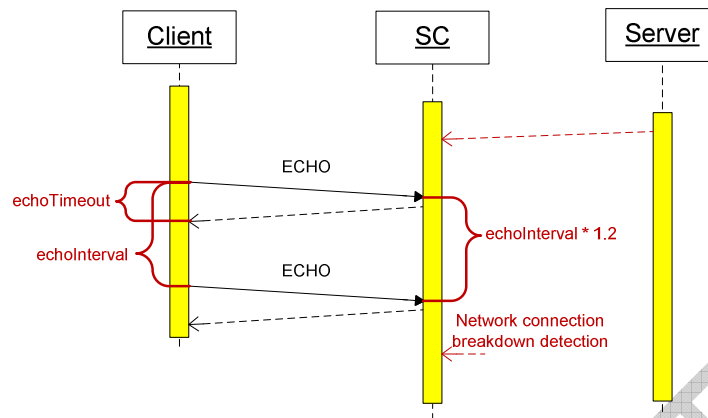 Client
SC
Server
ECHO
echoTimeout
echoInterval * 1.2
echoInterval
ECHO
Network connection
breakdown detection